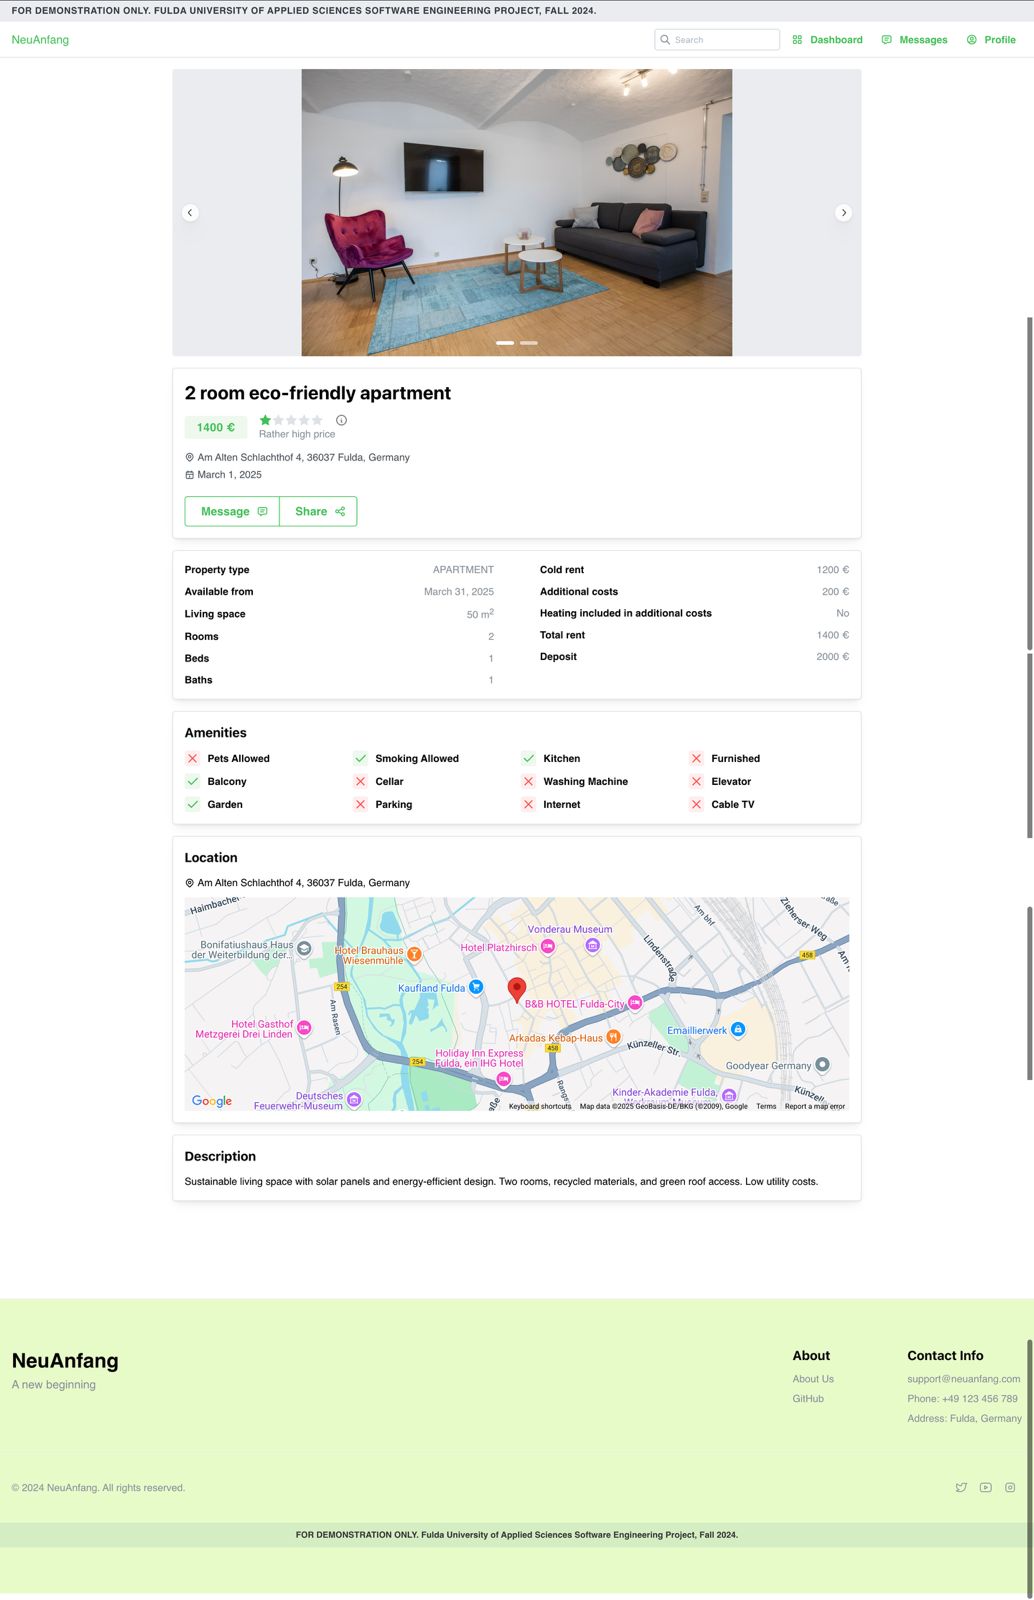 FOR DEMONSTRATION ONLY. FULDA UNIVERSITY OF APPLIED SCIENCES SOFTWARE ENGINEERING PROJECT, FALL 2024.
NeuAnfang
Search
Dashboard
Messages
Profile
2 room eco-friendly apartment
1400 €
Rather high price
Am Alten Schlachthof 4, 36037 Fulda, Germany
March 1, 2025
Message
Share
Property type APARTMENT
Available from March 31, 2025
Living space 50 m²
Rooms 2
Beds 1
Baths 1
Cold rent 1200 €
Additional costs 200 €
Heating included in additional costs No
Total rent 1400 €
Deposit 2000 €
Amenities
Pets Allowed
Smoking Allowed
Kitchen
Furnished
Balcony
Cellar
Washing Machine
Elevator
Garden
Parking
Internet
Cable TV
Location
Am Alten Schlachthof 4, 36037 Fulda, Germany
Haimbacher
Am bhf
Zieherser Weg
Vonderau Museum
Bonifatiushaus Haus
der Weiterbildung der...
Hotel Brauhaus
Wiesenmühle
Hotel Platzhirsch
Lindenstraße
458
254
Kaufland Fulda
Am Rasen
B&B HOTEL Fulda-City
Hotel Gasthof
Metzgerei Drei Linden
Arkadas Kebap-Haus
Emaillierwerk
458
Künzeller Str.
Holiday Inn Express
Fulda, ein IHG Hotel
254
Goodyear Germany
Deutsches
Feuerwehr-Museum
Kinder-Akademie Fulda,
Google
Keyboard shortcuts
Map data ©2025 GeoBasis-DE/BKG (©2009), Google
Terms
Report a map error
Description
Sustainable living space with solar panels and energy-efficient design. Two rooms, recycled materials, and green roof access. Low utility costs.
NeuAnfang
A new beginning
About
About Us
GitHub
Contact Info
support@neuanfang.com
Phone: +49 123 456 789
Address: Fulda, Germany
© 2024 NeuAnfang. All rights reserved.
FOR DEMONSTRATION ONLY. Fulda University of Applied Sciences Software Engineering Project, Fall 2024.